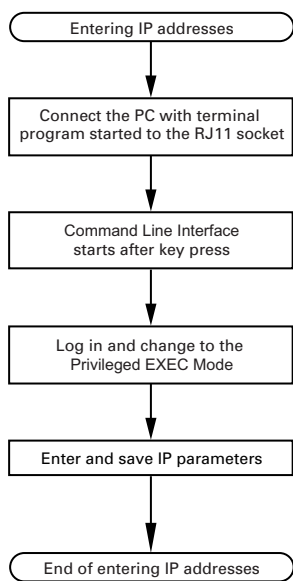 Entering IP addresses
Connect the PC with terminal
program started to the RJ11 socket
Command Line Interface
starts after key press
Log in and change to the
Privileged EXEC Mode
Enter and save IP parameters
End of entering IP addresses